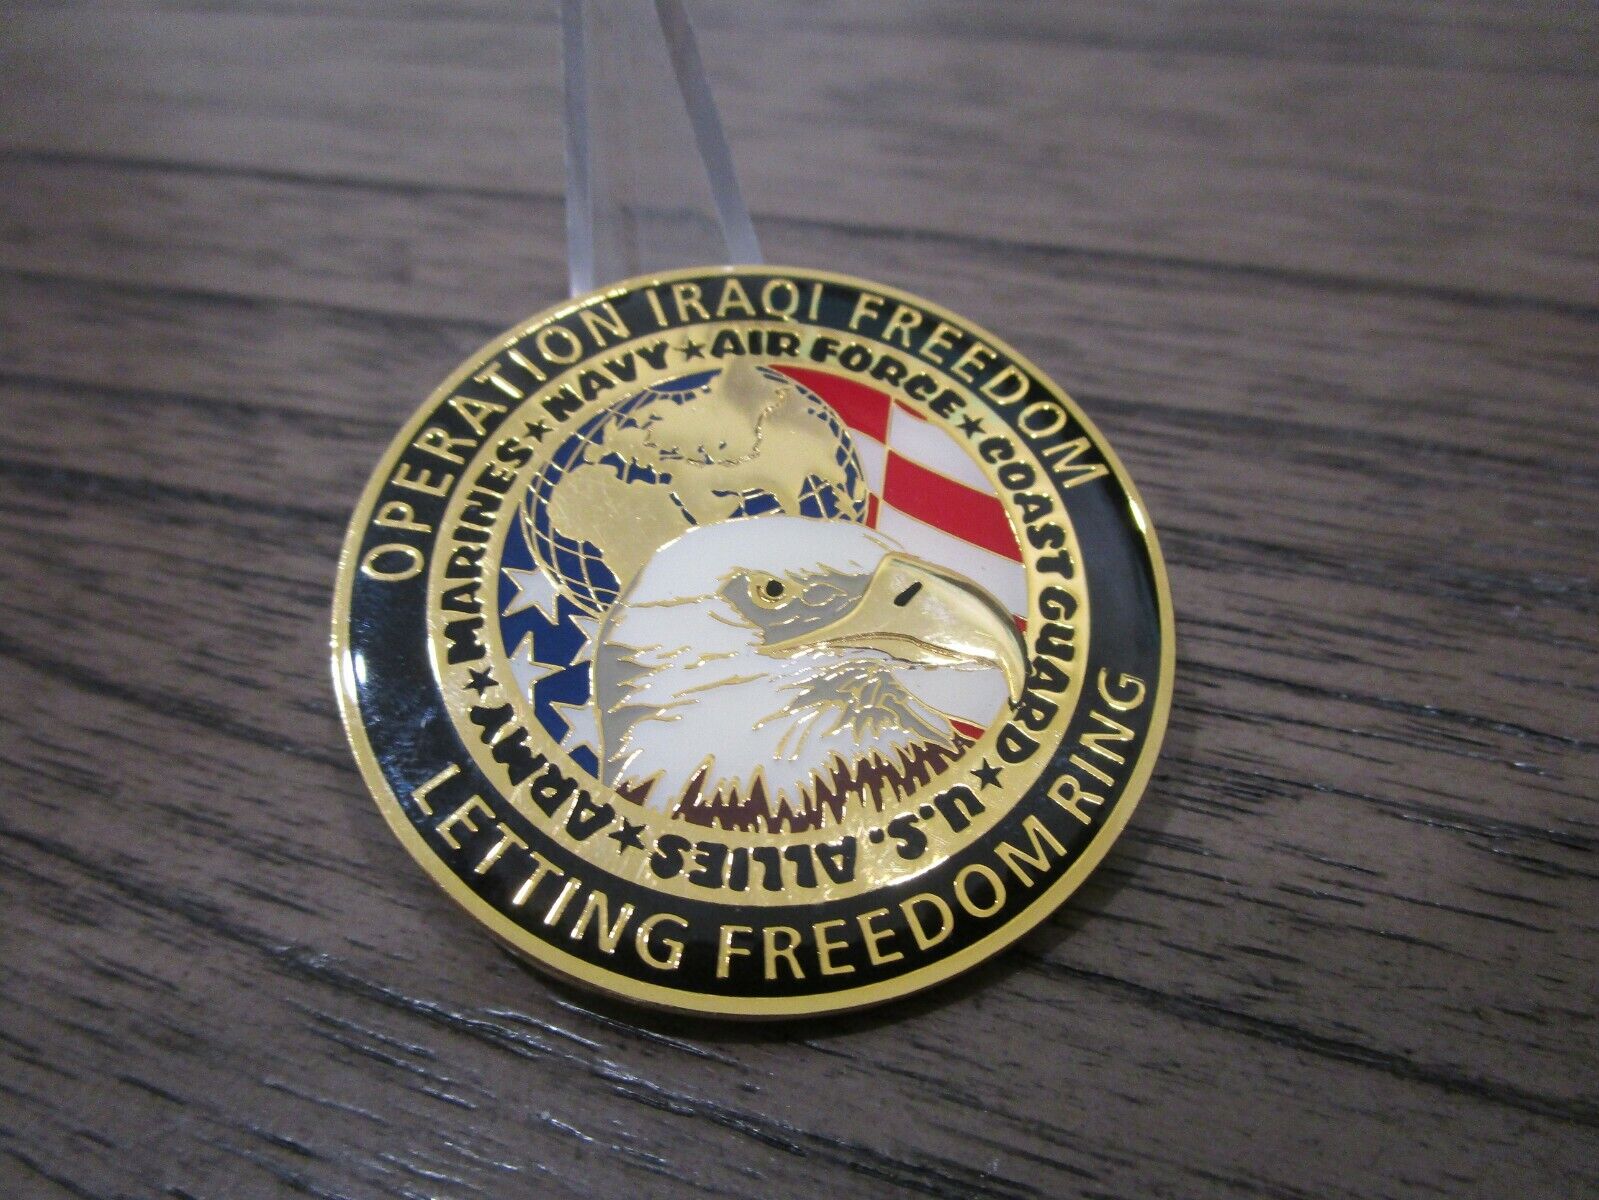 OPERATION IRAQI FREEDOM
LETTING FREEDOM RING
ARMY★MARINES★NAVY★AIR FORCE★COAST GUARD★U.S. ALLIES★